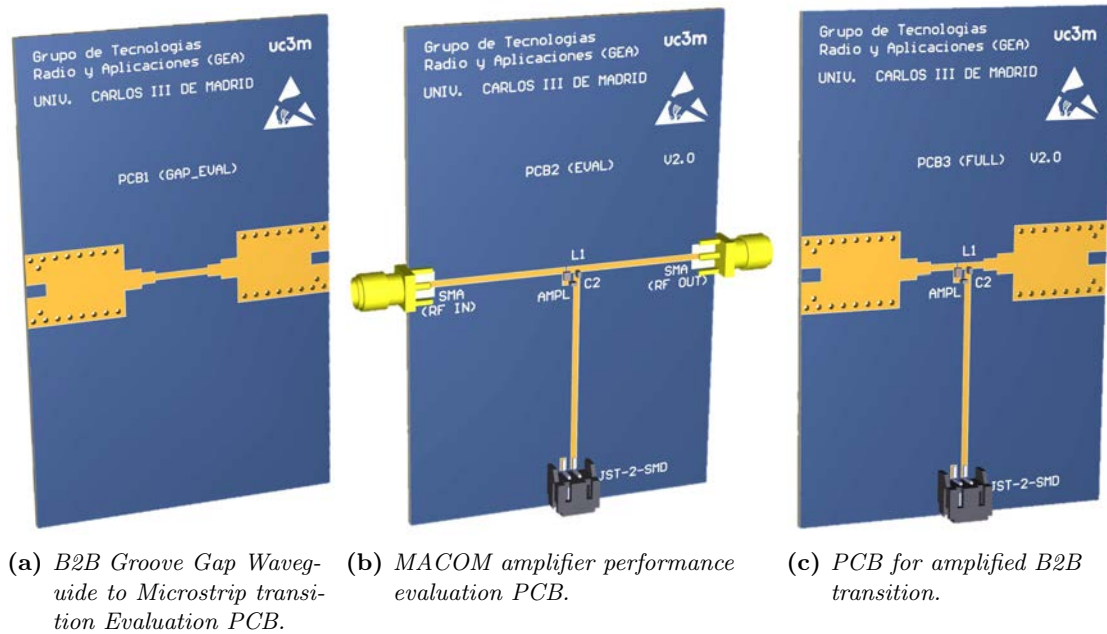 Grupo de Tecnologias
Radio y Aplicaciones (GEA)
uc3m
UNIV. CARLOS III DE MADRID
PCB1 (GAP_EVAL)
Grupo de Tecnologias
Radio y Aplicaciones (GEA)
uc3m
UNIV. CARLOS III DE MADRID
PCB2 (EVAL) V2.0
L1
SMA
(RF IN)
AMPL
C2
SMA
(RF OUT)
JST-2-SMD
Grupo de Tecnologias
Radio y Aplicaciones (GEA)
uc3m
UNIV. CARLOS III DE MADRID
PCB3 (FULL) V2.0
L1
AMPL
C2
JST-2-SMD
(a) B2B Groove Gap Waveg-
uide to Microstrip transi-
tion Evaluation PCB.
(b) MACOM amplifier performance
evaluation PCB.
(c) PCB for amplified B2B
transition.